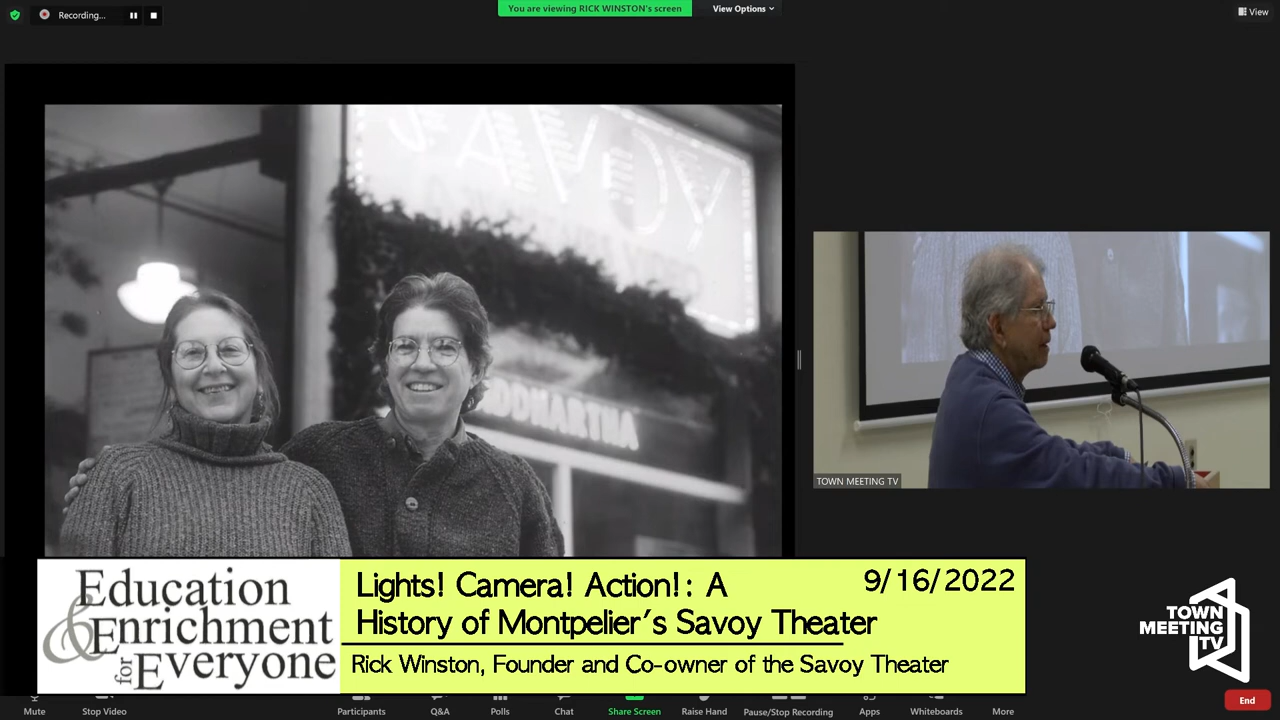 Recording...
You are viewing RICK WINSTON's screen
View Options
View
SAVOY
SIDDHARTHA
TOWN MEETING TV
Education
& Enrichment
for Everyone
Lights! Camera! Action!: A
History of Montpelier's Savoy Theater
9/16/2022
Rick Winston, Founder and Co-owner of the Savoy Theater
TOWN
MEETING
TV
Mute
Stop Video
Participants
Q&A
Polls
Chat
Share Screen
Raise Hand
Pause/Stop Recording
Apps
Whiteboards
More
End